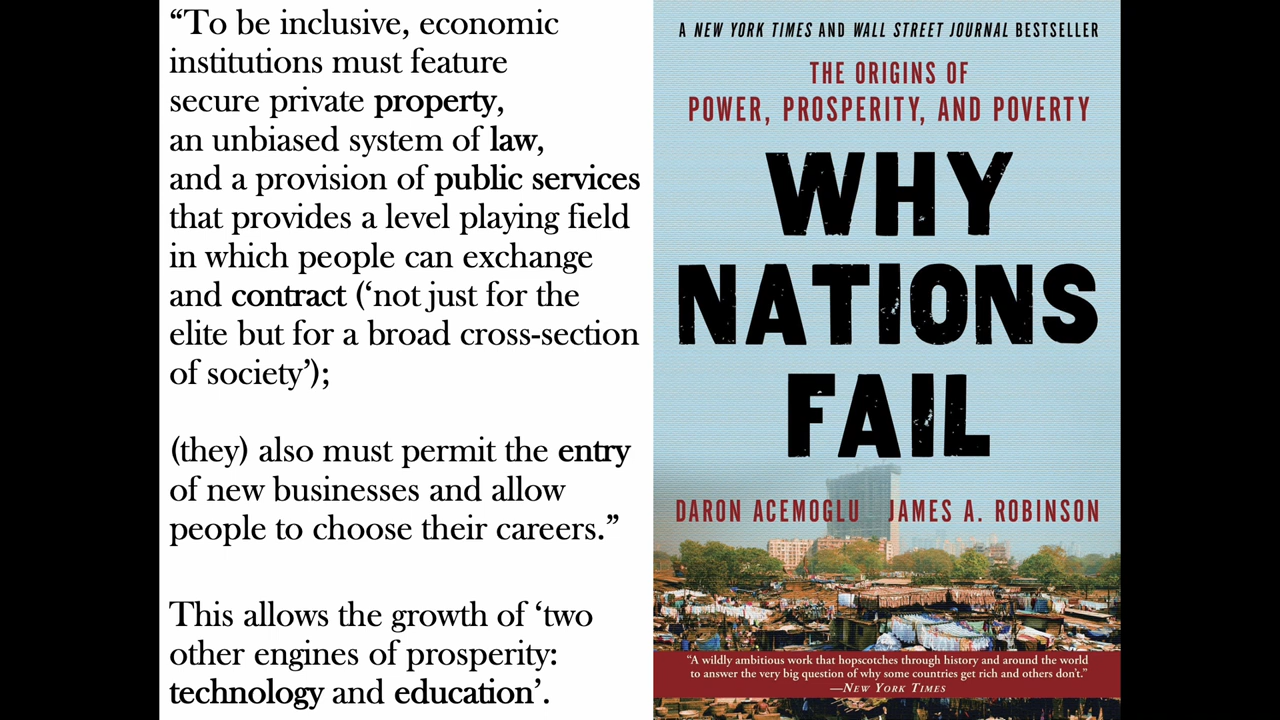 “To be inclusive, economic
institutions must feature
secure private property,
an unbiased system of law,
and a provision of public services
that provides a level playing field
in which people can exchange
and contract (‘not just for the
elite but for a broad cross-section
of society’);
(they) also must permit the entry
of new businesses and allow
people to choose their careers.”
This allows the growth of ‘two
other engines of prosperity:
technology and education’.
A NEW YORK TIMES AND WALL STREET JOURNAL BESTSELLER
THE ORIGINS OF
POWER, PROSPERITY, AND POVERTY
WHY
NATIONS
FAIL
DARON ACEMOGLU JAMES A. ROBINSON
“A wildly ambitious work that hopscotches through history and around the world
to answer the very big question of why some countries get rich and others don’t.”
—NEW YORK TIMES